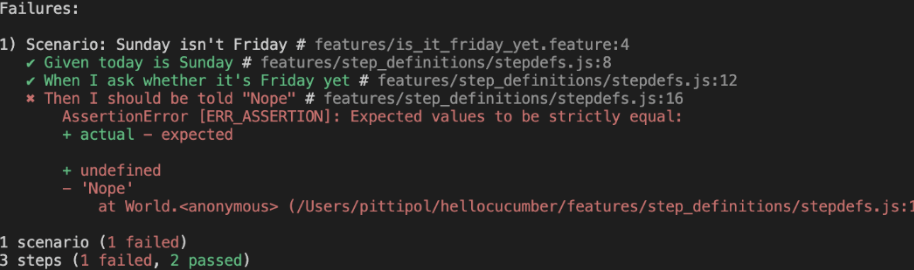 Failures:
1) Scenario: Sunday isn't Friday # features/is_it_friday_yet.feature:4
✔ Given today is Sunday # features/step_definitions/stepdefs.js:8
✔ When I ask whether it's Friday yet # features/step_definitions/stepdefs.js:12
✖ Then I should be told "Nope" # features/step_definitions/stepdefs.js:16
AssertionError [ERR_ASSERTION]: Expected values to be strictly equal:
+ actual - expected
+ undefined
- 'Nope'
at World.<anonymous> (/Users/pittipol/hellocucumber/features/step_definitions/stepdefs.js:1
1 scenario (1 failed)
3 steps (1 failed, 2 passed)